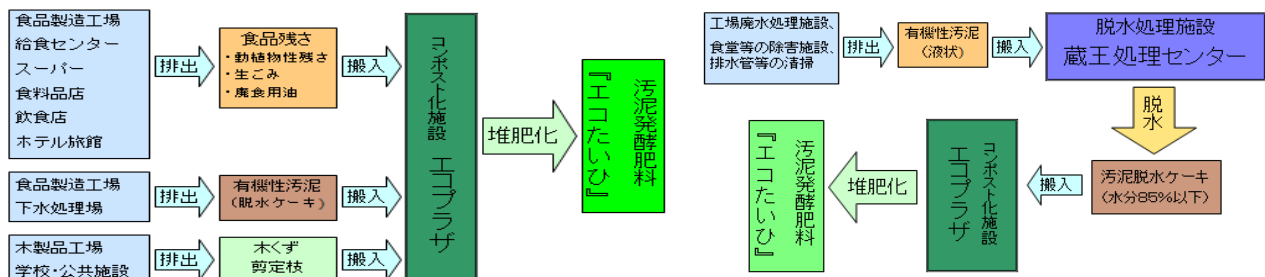 食品製造工場
給食センター
スーパー
食料品店
飲食店
ホテル旅館
排出
食品残さ
・動植物性残さ
・生ごみ
・廃食用油
搬入
食品製造工場
下水処理場
排出
有機性汚泥
(脱水ケーキ)
搬入
木製品工場
学校・公共施設
排出
木くず
剪定枝
搬入
コンポスト化施設
エコプラザ
堆肥化
汚泥発酵肥料
『エコたいひ』
工場廃水処理施設、
食堂等の除害施設、
排水管等の清掃
排出
有機性汚泥
(液状)
搬入
脱水処理施設
蔵王処理センター
脱水
汚泥脱水ケーキ
(水分85%以下)
搬入
コンポスト化施設
エコプラザ
堆肥化
汚泥発酵肥料
『エコたいひ』